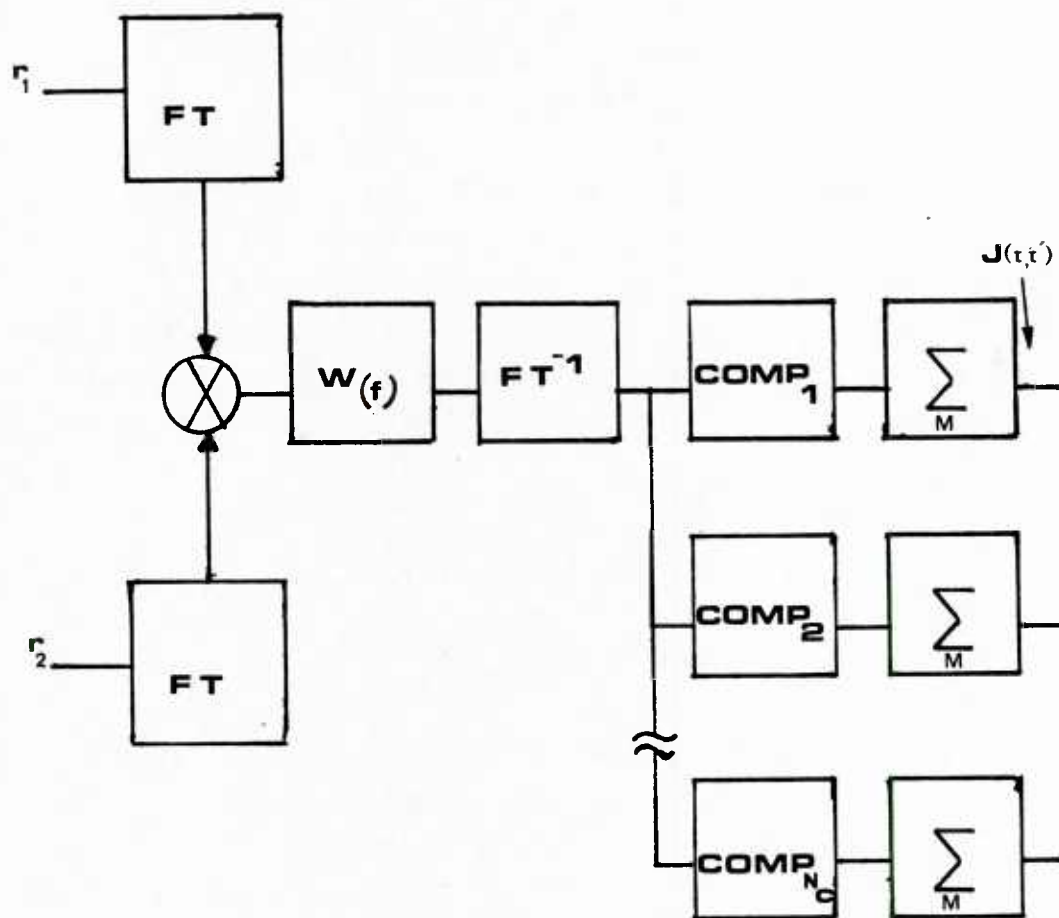 r1
FT
J(τ,τ′)
W(f)
FT-1
COMP1
∑
M
COMP2
∑
M
r2
FT
COMPNc
∑
M